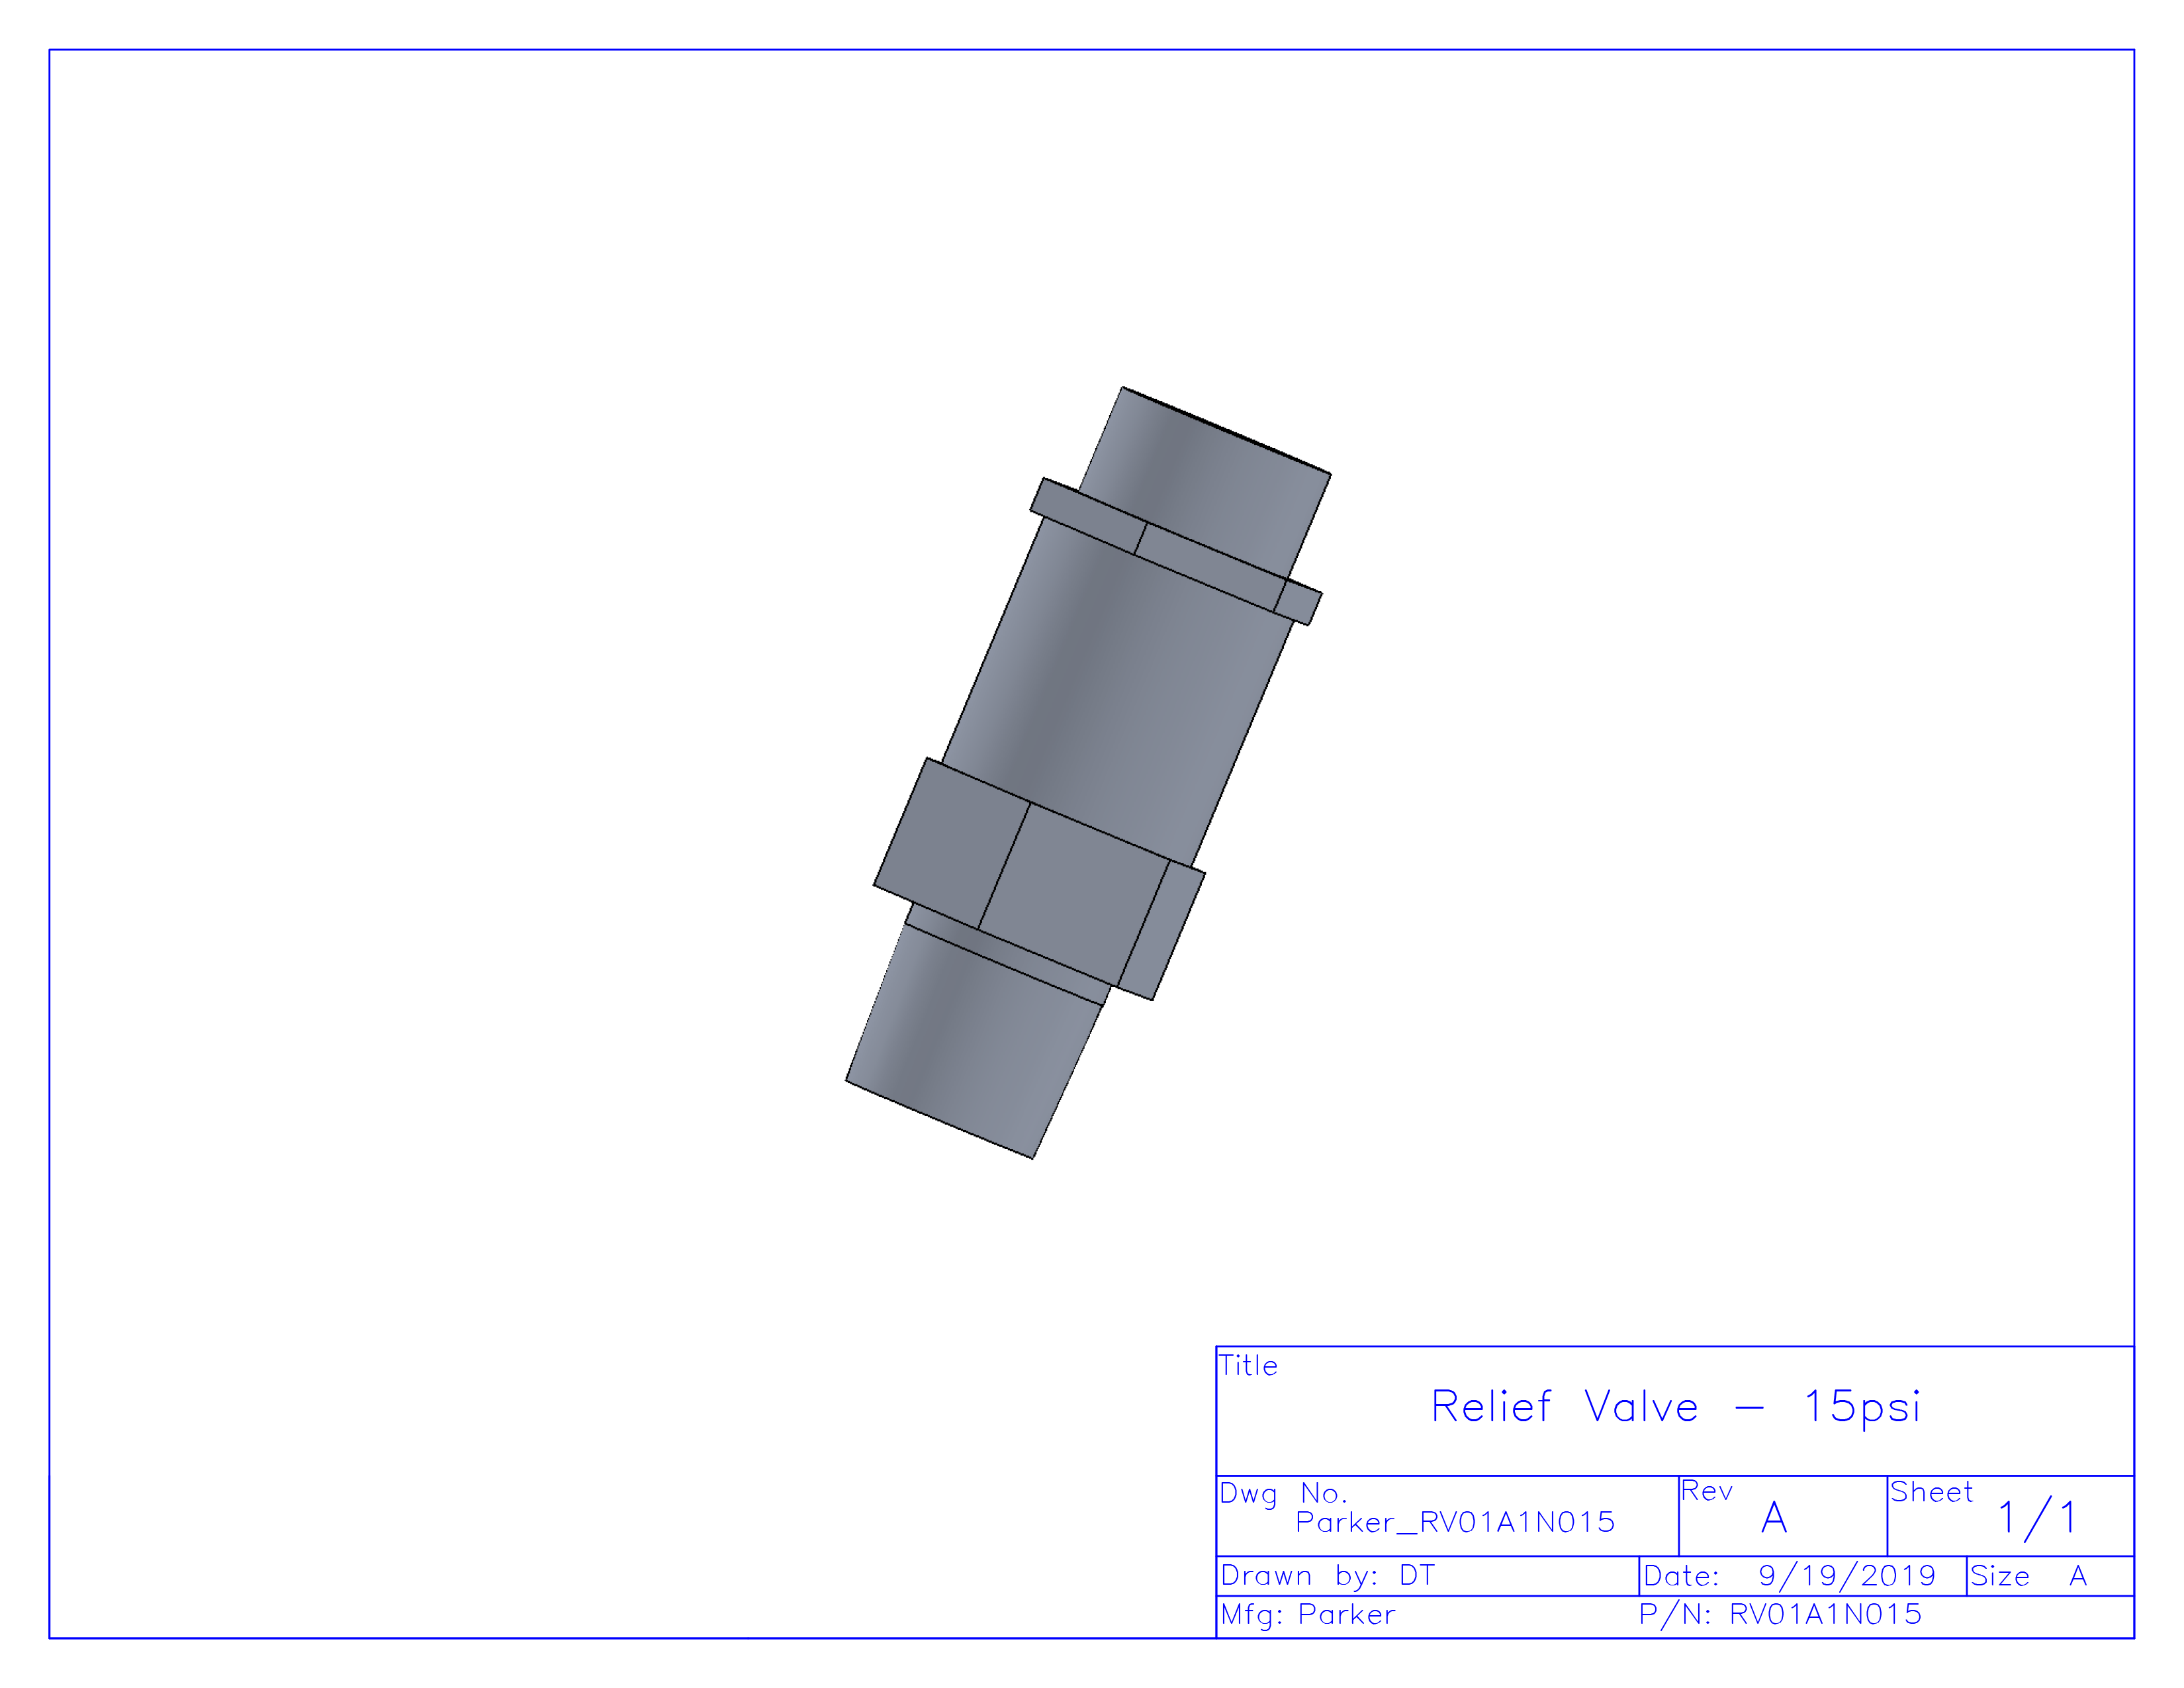 Title
Relief Valve - 15psi
Dwg No.
Parker_RV01A1N015
Rev
A
Sheet
1/1
Drawn by: DT
Date: 9/19/2019
Size A
Mfg: Parker
P/N: RV01A1N015